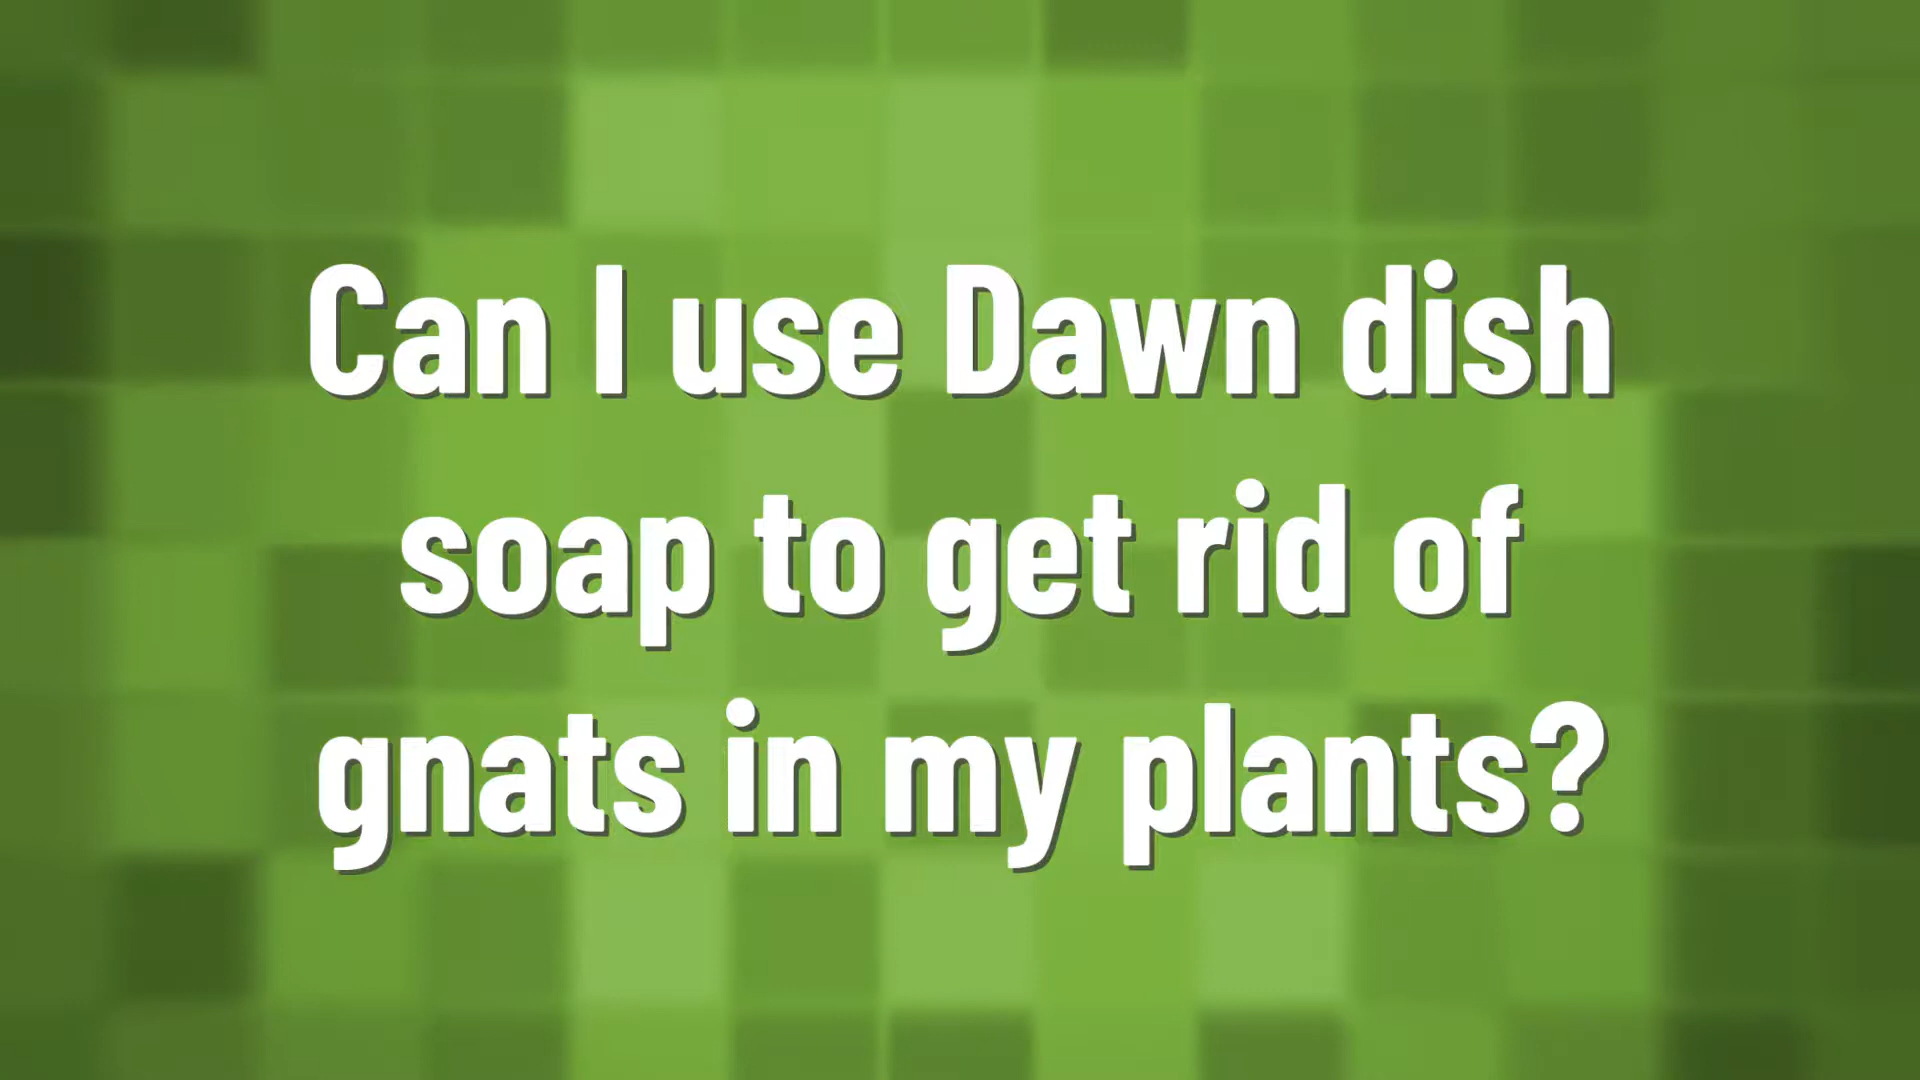 Can I use Dawn dish
soap to get rid of
gnats in my plants?